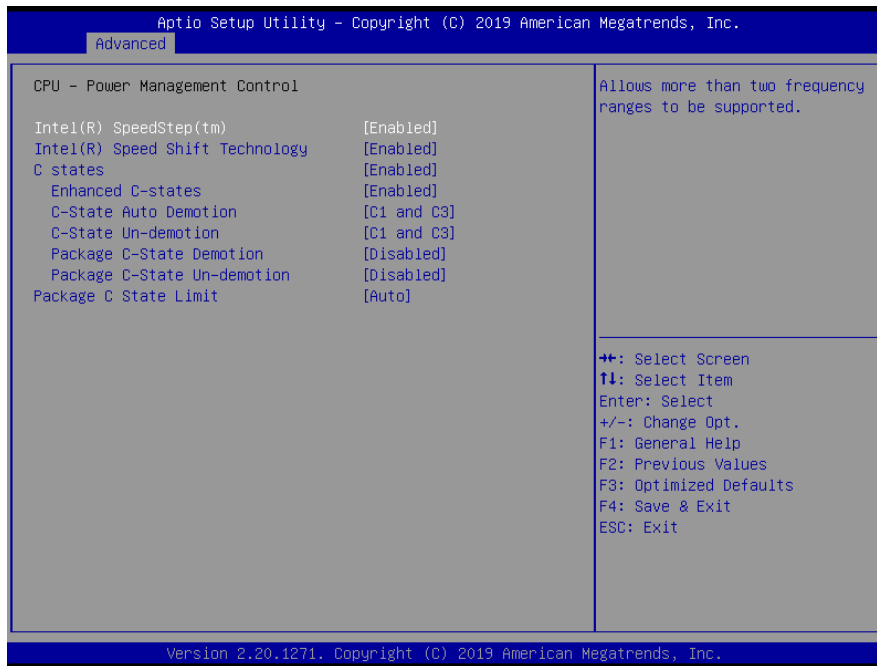 Aptio Setup Utility – Copyright (C) 2019 American Megatrends, Inc.
Advanced
CPU – Power Management Control
Intel(R) SpeedStep(tm) [Enabled]
Intel(R) Speed Shift Technology [Enabled]
C states [Enabled]
Enhanced C-states [Enabled]
C-State Auto Demotion [C1 and C3]
C-State Un-demotion [C1 and C3]
Package C-State Demotion [Disabled]
Package C-State Un-demotion [Disabled]
Package C State Limit [Auto]
Allows more than two frequency
ranges to be supported.
→←: Select Screen
↑↓: Select Item
Enter: Select
+/-: Change Opt.
F1: General Help
F2: Previous Values
F3: Optimized Defaults
F4: Save & Exit
ESC: Exit
Version 2.20.1271. Copyright (C) 2019 American Megatrends, Inc.